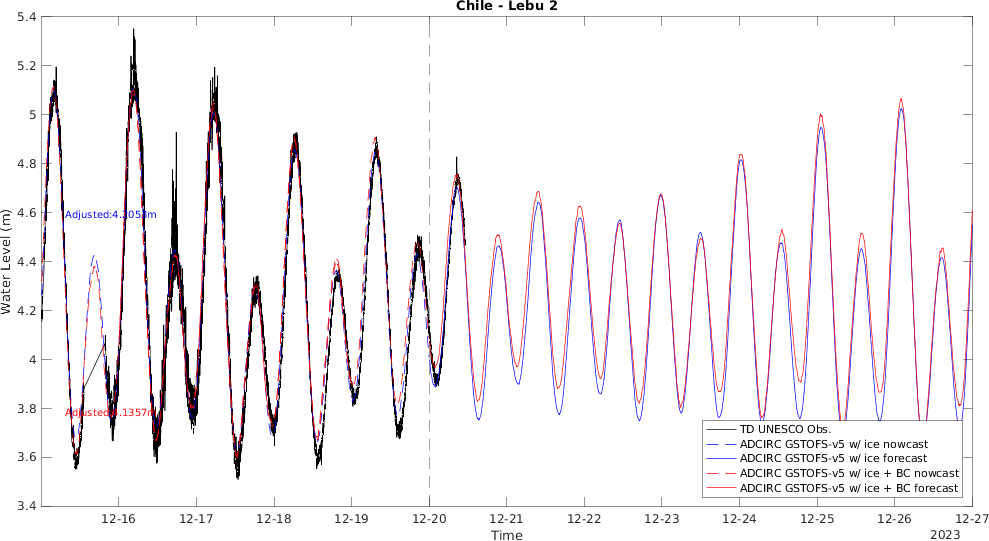 Chile - Lebu 2
5.4
5.2
5
4.8
4.6
4.4
4.2
4
3.8
3.6
3.4
Water Level (m)
Adjusted:4.2053m
Adjusted:4.1357m
TD UNESCO Obs.
ADCIRC GSTOFS-v5 w/ ice nowcast
ADCIRC GSTOFS-v5 w/ ice forecast
ADCIRC GSTOFS-v5 w/ ice + BC nowcast
ADCIRC GSTOFS-v5 w/ ice + BC forecast
12-16 12-17 12-18 12-19 12-20 12-21 12-22 12-23 12-24 12-25 12-26 12-27
Time
2023